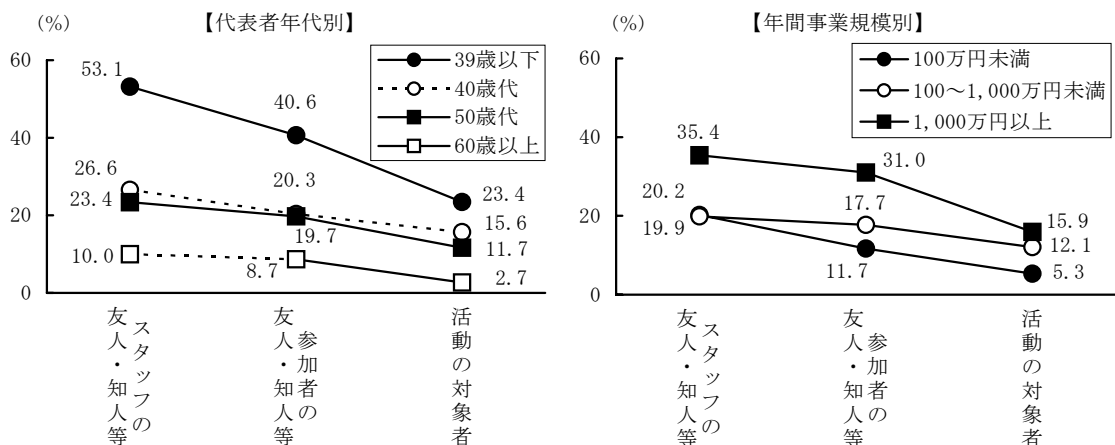 (%)
【代表者年代別】
39歳以下
40歳代
50歳代
60歳以上
60
40
20
0
53.1
40.6
23.4
26.6
20.3
15.6
23.4
19.7
11.7
10.0
8.7
2.7
スタッフの
友人・知人等
参加者の
友人・知人等
活動の対象者
(%)
【年間事業規模別】
100万円未満
100～1,000万円未満
1,000万円以上
60
40
20
0
35.4
31.0
15.9
20.2
17.7
12.1
19.9
11.7
5.3
スタッフの
友人・知人等
参加者の
友人・知人等
活動の対象者